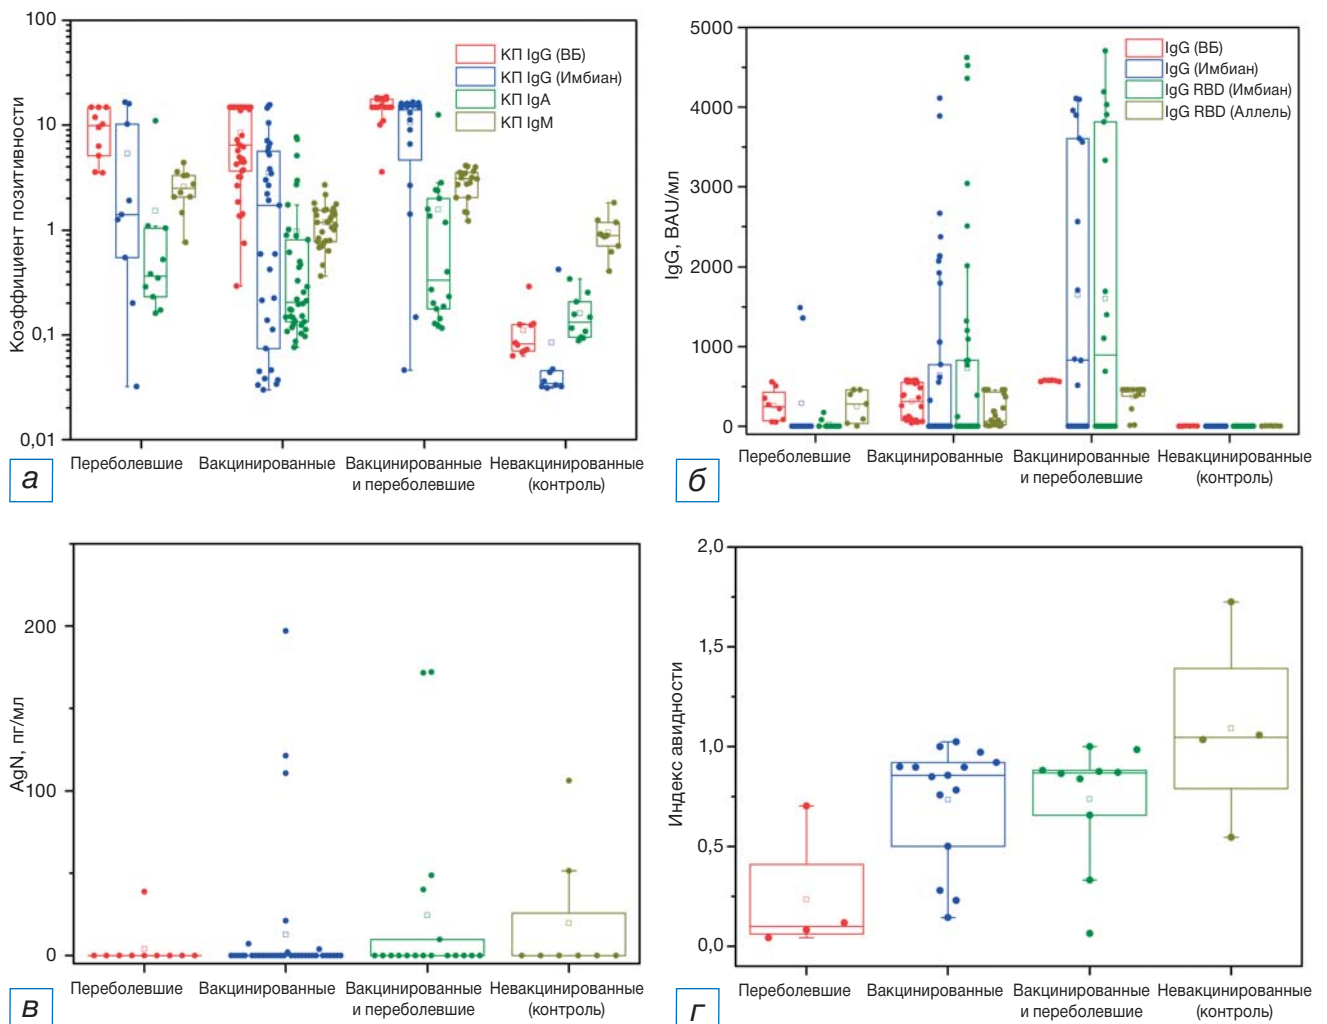 100
10
1
0,1
0,01
Коэффициент позитивности
КП IgG (ВБ)
КП IgG (Имбиан)
КП IgA
КП IgM
Переболевшие
Вакцинированные
Вакцинированные
и переболевшие
Невакцинированные
(контроль)
а
5000
4000
3000
2000
1000
0
IgG, BAU/мл
IgG (ВБ)
IgG (Имбиан)
IgG RBD (Имбиан)
IgG RBD (Аллель)
Переболевшие
Вакцинированные
Вакцинированные
и переболевшие
Невакцинированные
(контроль)
б
200
100
0
AgN, пг/мл
Переболевшие
Вакцинированные
Вакцинированные
и переболевшие
Невакцинированные
(контроль)
в
2,0
1,5
1,0
0,5
0,0
Индекс авидности
Переболевшие
Вакцинированные
Вакцинированные
и переболевшие
Невакцинированные
(контроль)
г